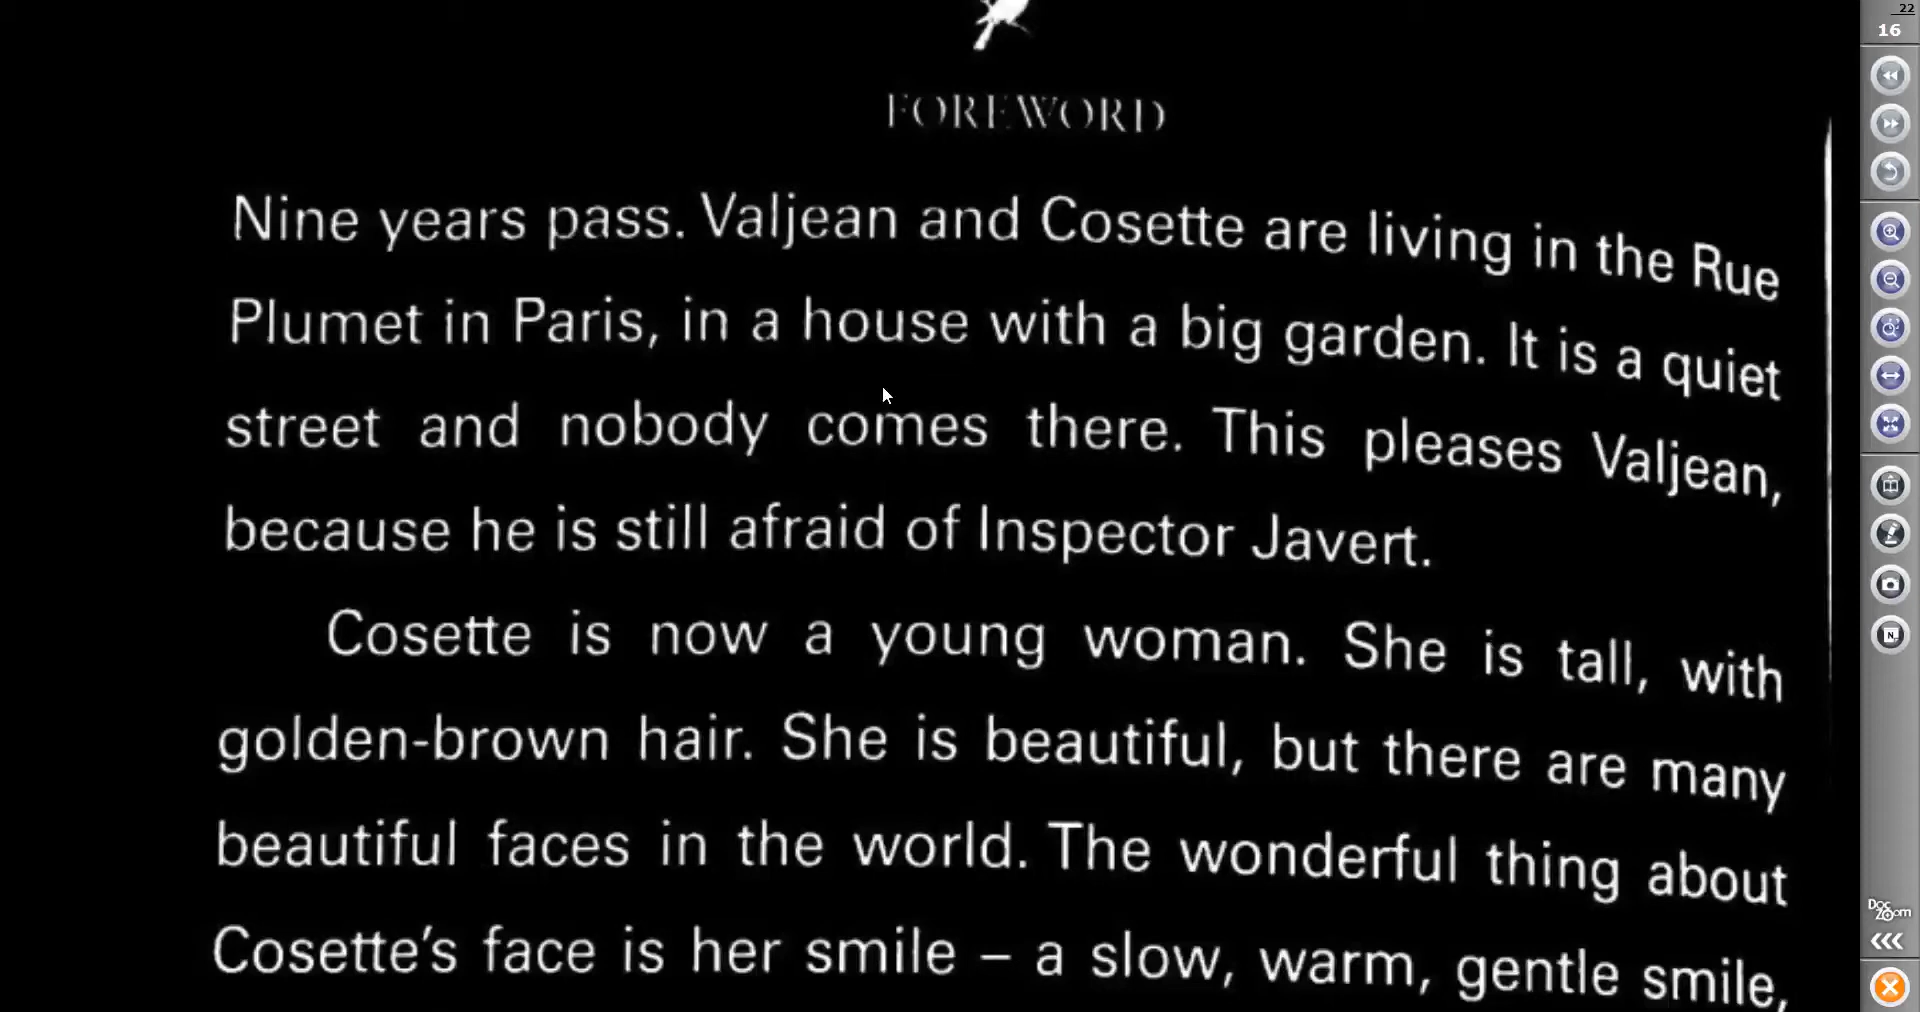 22
16
FOREWORD
Nine years pass. Valjean and Cosette are living in the Rue
Plumet in Paris, in a house with a big garden. It is a quiet
street and nobody comes there. This pleases Valjean,
because he is still afraid of Inspector Javert.
Cosette is now a young woman. She is tall, with
golden-brown hair. She is beautiful, but there are many
beautiful faces in the world. The wonderful thing about
Cosette's face is her smile – a slow, warm, gentle smile,
N
Doc
Zoom